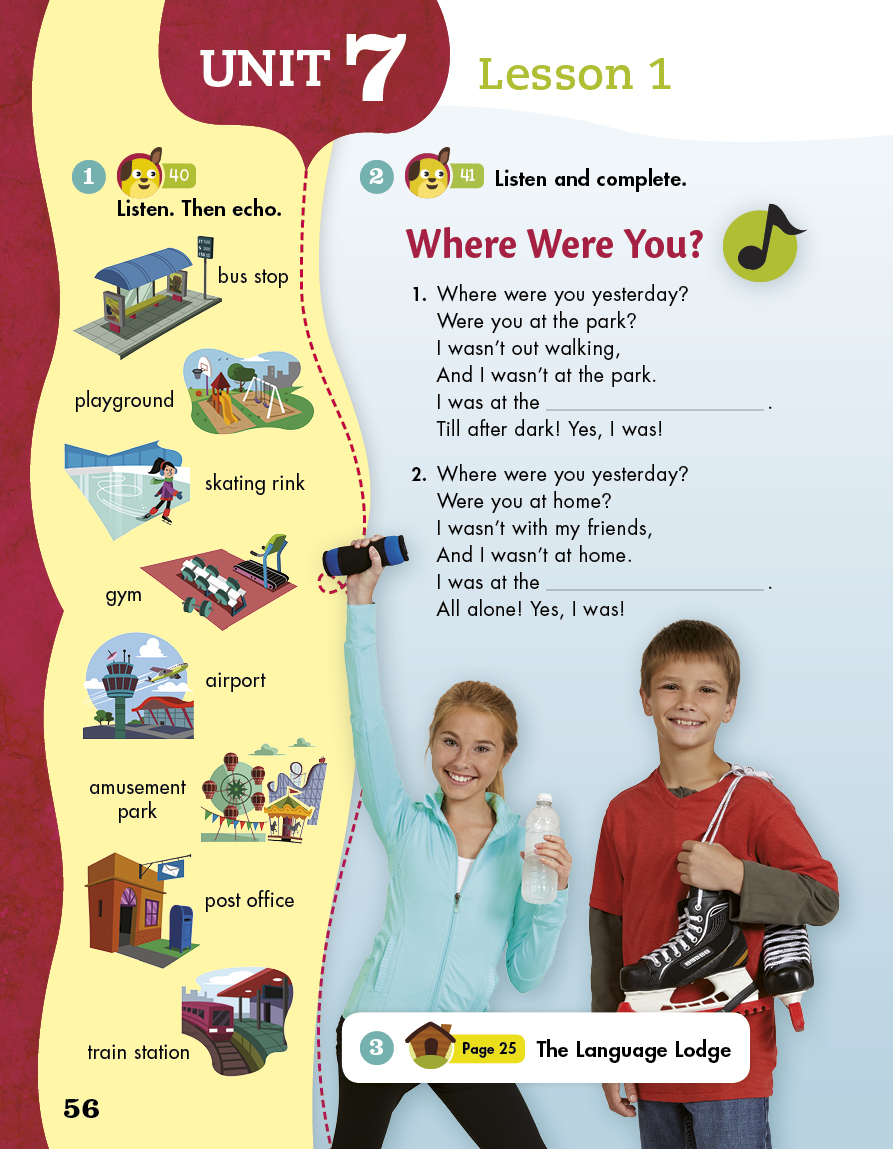 UNIT 7
Lesson 1
1
40
Listen. Then echo.
bus stop
playground
skating rink
gym
airport
amusement
park
post office
train station
56
2
41
Listen and complete.
Where Were You?
1. Where were you yesterday?
Were you at the park?
I wasn't out walking,
And I wasn't at the park.
I was at the ______________________ .
Till after dark! Yes, I was!
2. Where were you yesterday?
Were you at home?
I wasn't with my friends,
And I wasn't at home.
I was at the ______________________ .
All alone! Yes, I was!
3
Page 25
The Language Lodge